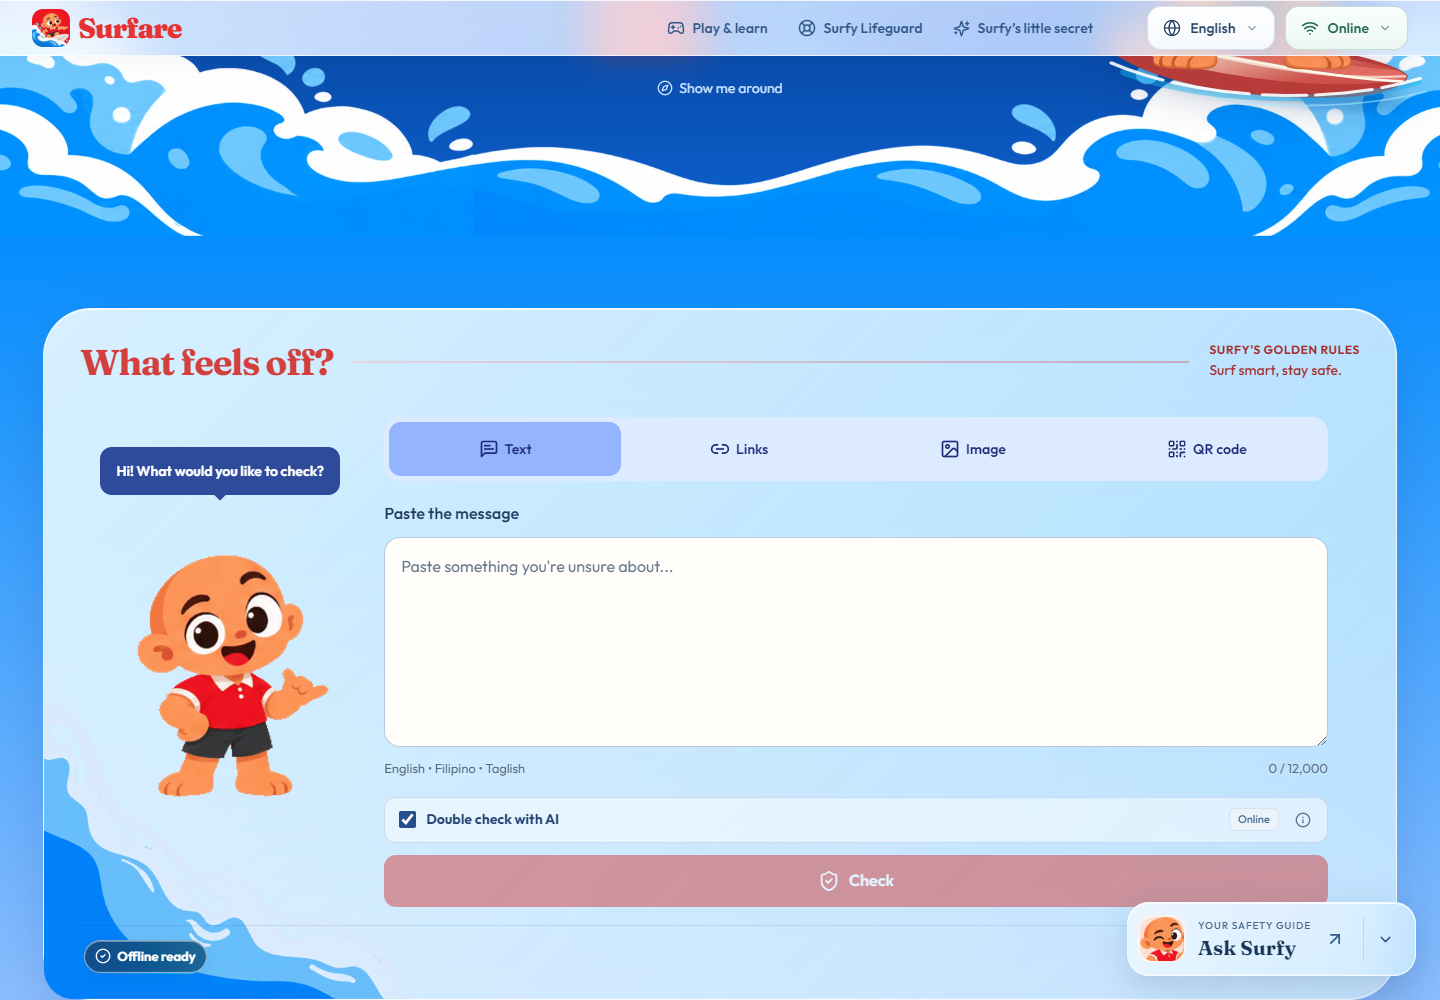 Surfare
Play & learn
Surfy Lifeguard
Surfy's little secret
English
Online
Show me around
What feels off?
SURFY'S GOLDEN RULES
Surf smart, stay safe.
Hi! What would you like to check?
Text
Links
Image
QR code
Paste the message
Paste something you're unsure about...
English • Filipino • Taglish
0 / 12,000
Double check with AI
Online
Check
Offline ready
YOUR SAFETY GUIDE
Ask Surfy